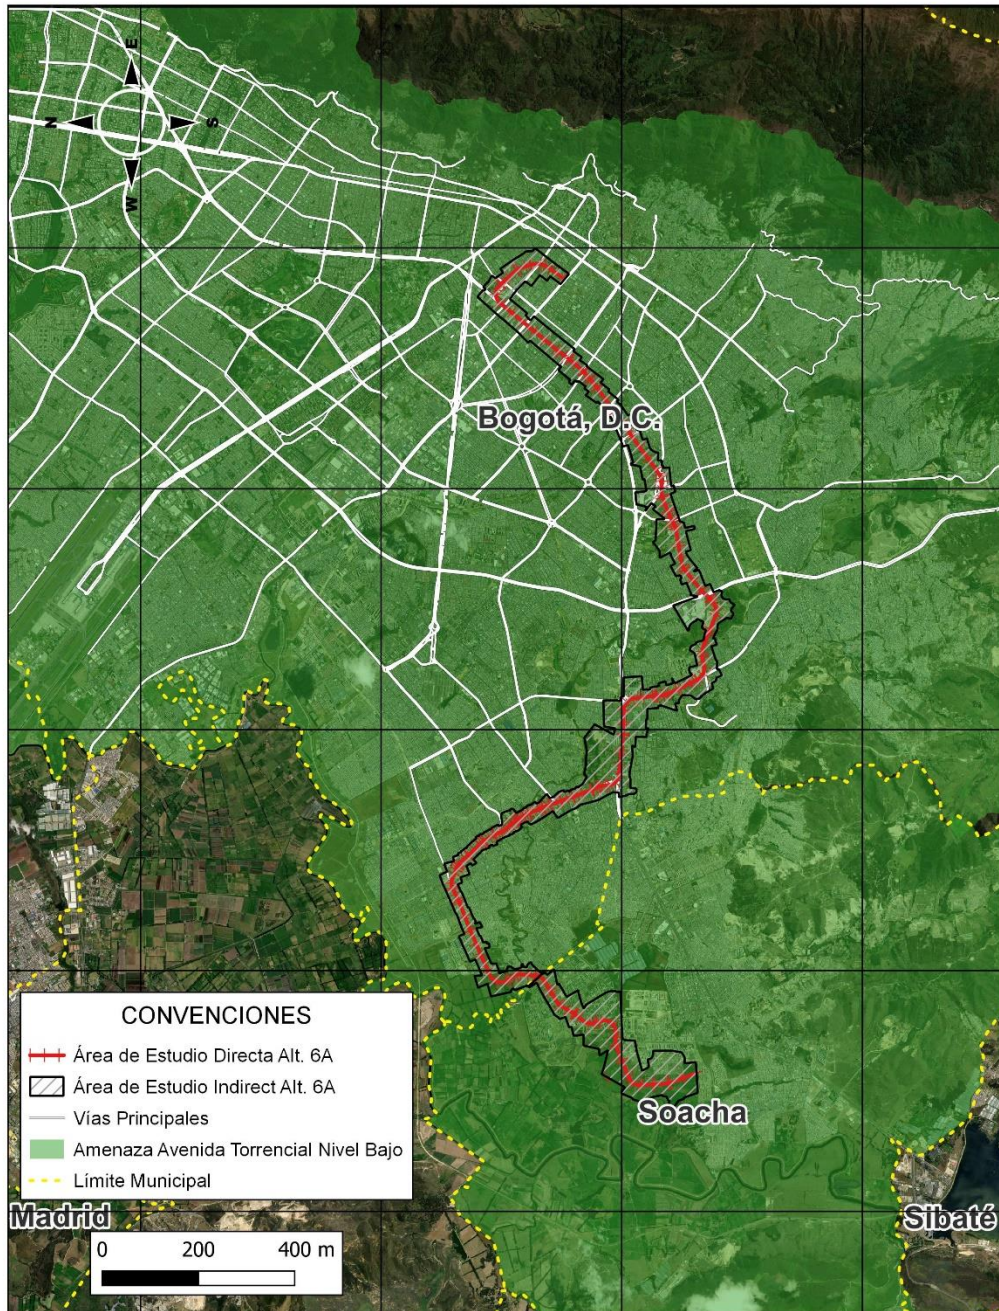 E
N
S
W
Bogotá, D.C.
CONVENCIONES
Área de Estudio Directa Alt. 6A
Área de Estudio Indirect Alt. 6A
Vías Principales
Amenaza Avenida Torrencial Nivel Bajo
Límite Municipal
Soacha
Madrid
Sibaté
0 200 400 m